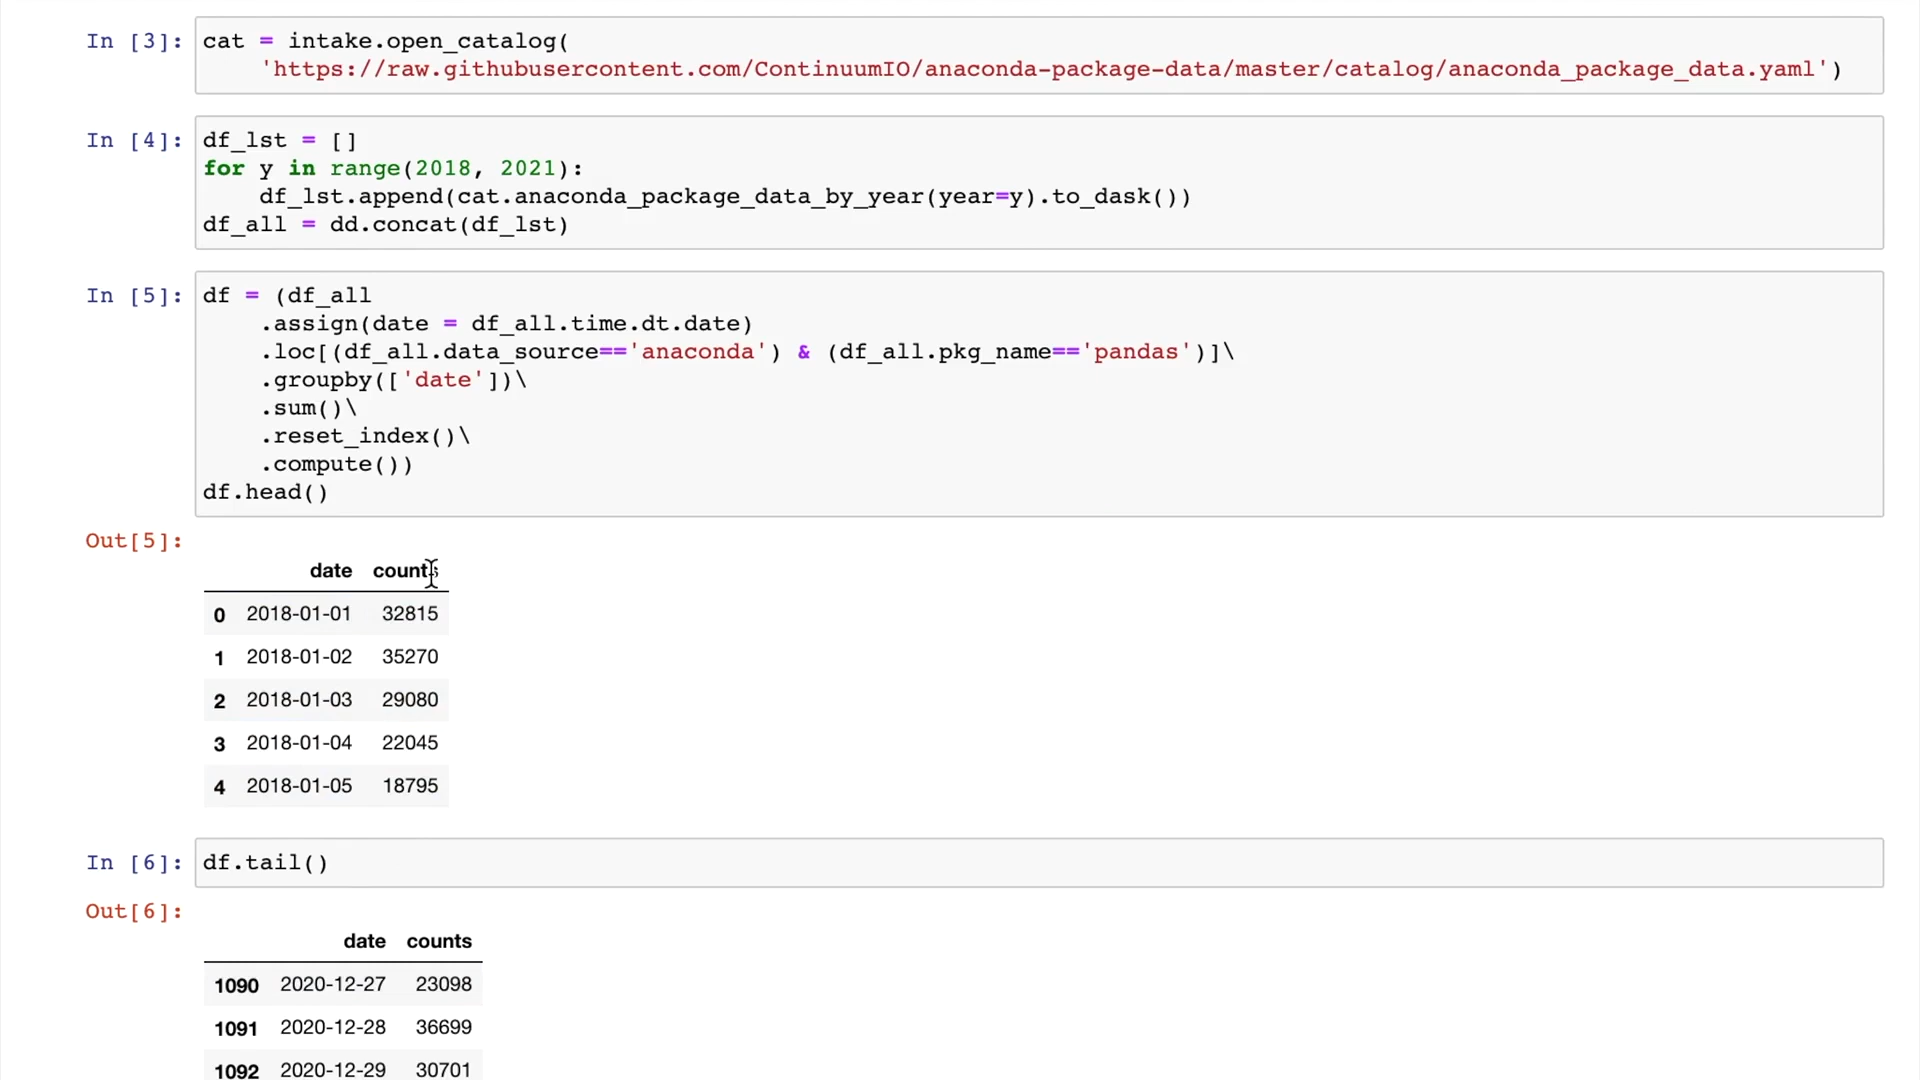 In [3]: cat = intake.open_catalog(
'https://raw.githubusercontent.com/ContinuumIO/anaconda-package-data/master/catalog/anaconda_package_data.yaml')
In [4]: df_lst = []
for y in range(2018, 2021):
df_lst.append(cat.anaconda_package_data_by_year(year=y).to_dask())
df_all = dd.concat(df_lst)
In [5]: df = (df_all
.assign(date = df_all.time.dt.date)
.loc[(df_all.data_source=='anaconda') & (df_all.pkg_name=='pandas')]\
.groupby(['date'])\
.sum()\
.reset_index()\
.compute())
df.head()
Out[5]:
date counts
0 2018-01-01 32815
1 2018-01-02 35270
2 2018-01-03 29080
3 2018-01-04 22045
4 2018-01-05 18795
In [6]: df.tail()
Out[6]:
date counts
1090 2020-12-27 23098
1091 2020-12-28 36699
1092 2020-12-29 30701